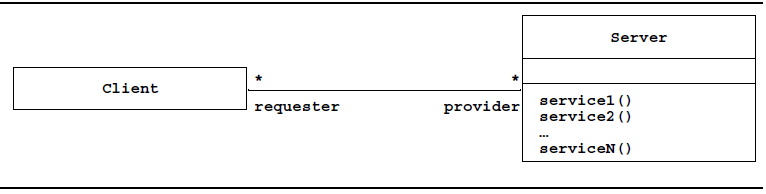 Server
Client
* *
requester provider
service1()
service2()
…
serviceN()